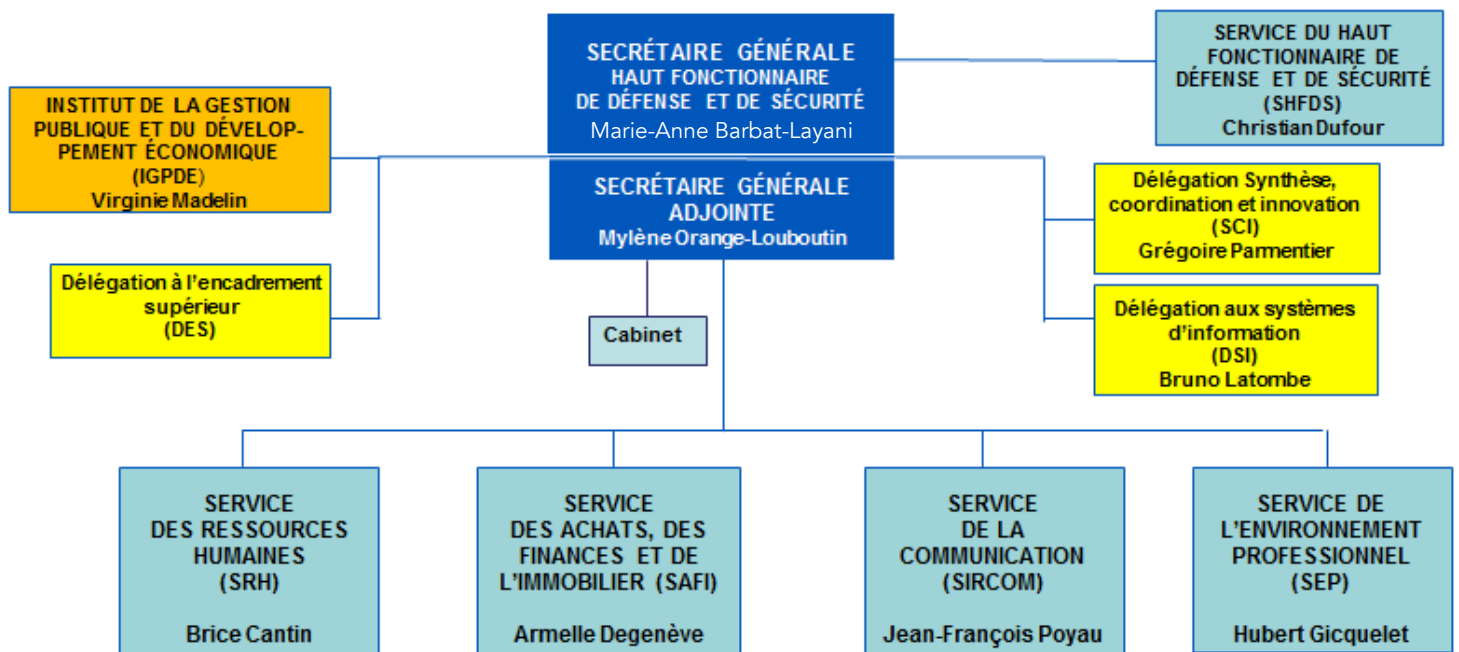 SECRÉTAIRE GÉNÉRALE
HAUT FONCTIONNAIRE
DE DÉFENSE ET DE SÉCURITÉ
Marie-Anne Barbat-Layani
SERVICE DU HAUT
FONCTIONNAIRE DE
DÉFENSE ET DE SÉCURITÉ
(SHFDS)
Christian Dufour
INSTITUT DE LA GESTION
PUBLIQUE ET DU DÉVELOP-
PEMENT ÉCONOMIQUE
(IGPDE)
Virginie Madelin
SECRÉTAIRE GÉNÉRALE
ADJOINTE
Mylène Orange-Louboutin
Délégation Synthèse,
coordination et innovation
(SCI)
Grégoire Parmentier
Délégation à l'encadrement
supérieur
(DES)
Cabinet
Délégation aux systèmes
d'information
(DSI)
Bruno Latombe
SERVICE
DES RESSOURCES
HUMAINES
(SRH)
Brice Cantin
SERVICE
DES ACHATS, DES
FINANCES ET DE
L'IMMOBILIER (SAFI)
Armelle Degenève
SERVICE
DE LA
COMMUNICATION
(SIRCOM)
Jean-François Poyau
SERVICE DE
L'ENVIRONNEMENT
PROFESSIONNEL
(SEP)
Hubert Gicquelet